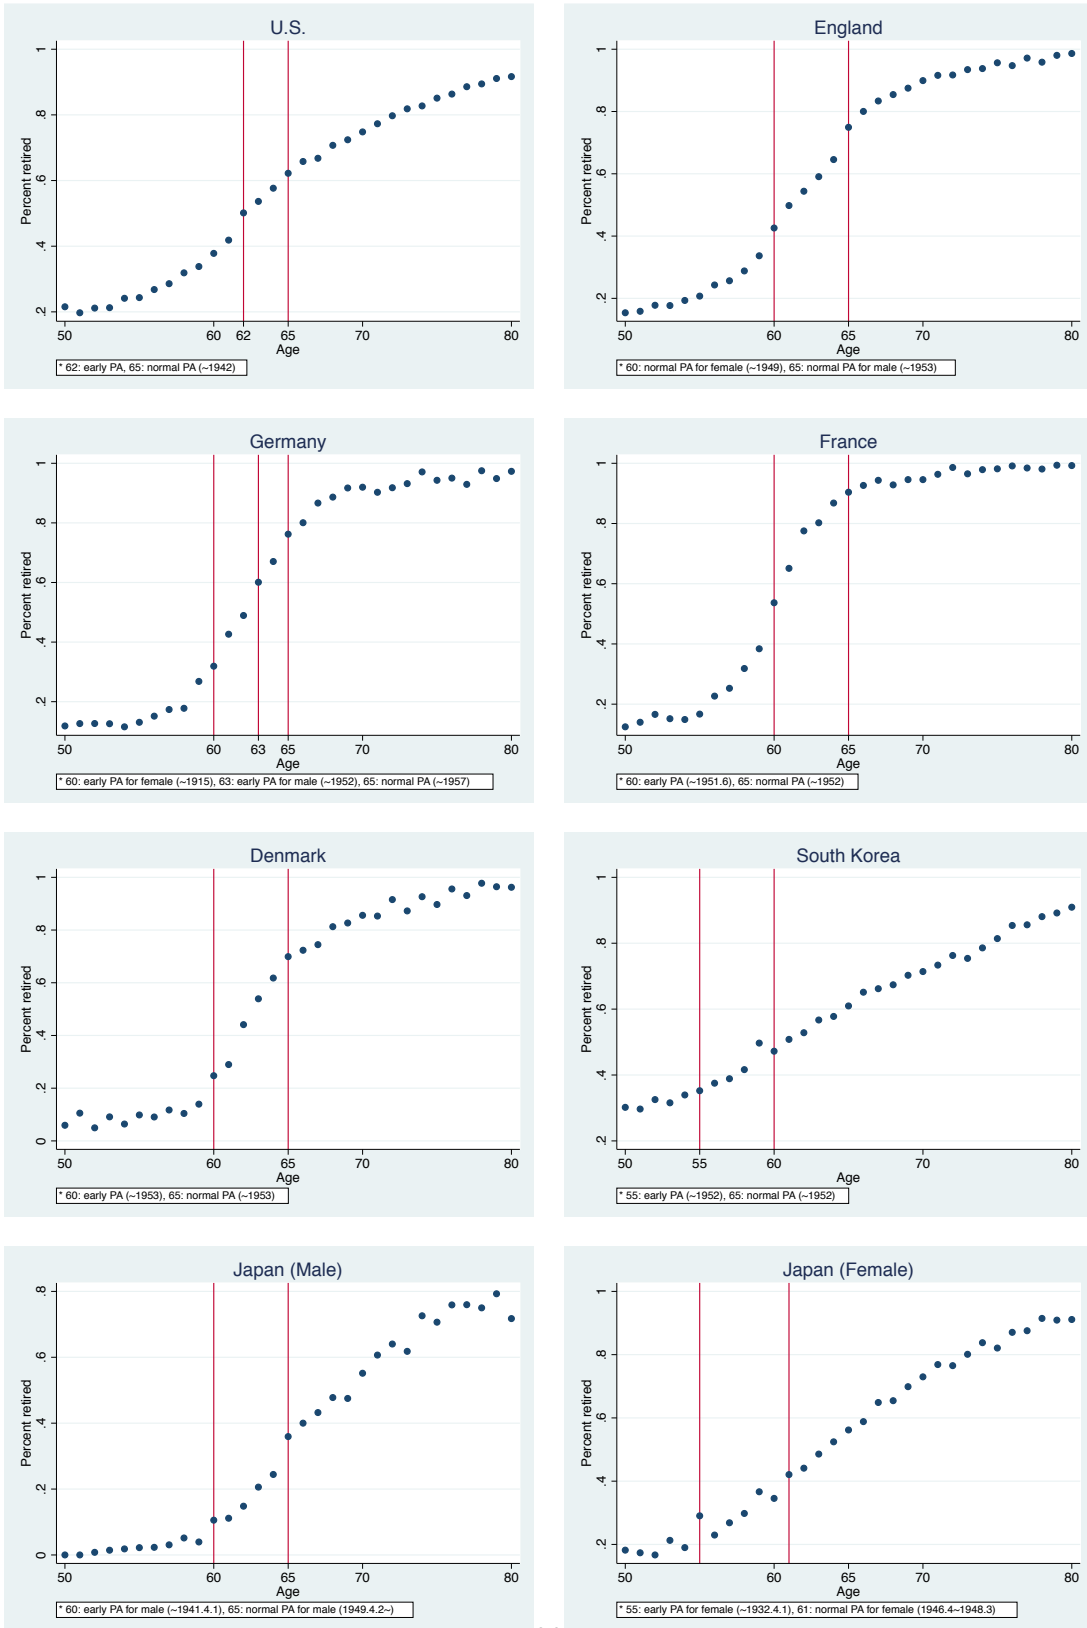 U.S.
Percent retired
1
.8
.6
.4
.2
50 60 62 65 70 80
Age
* 62: early PA, 65: normal PA (~1942)
England
Percent retired
1
.8
.6
.4
.2
50 60 65 70 80
Age
* 60: normal PA for female (~1949), 65: normal PA for male (~1953)
Germany
Percent retired
1
.8
.6
.4
.2
50 60 63 65 70 80
Age
* 60: early PA for female (~1915), 63: early PA for male (~1952), 65: normal PA (~1957)
France
Percent retired
1
.8
.6
.4
.2
50 60 65 70 80
Age
* 60: early PA (~1951.6), 65: normal PA (~1952)
Denmark
Percent retired
1
.8
.6
.4
.2
0
50 60 65 70 80
Age
* 60: early PA (~1953), 65: normal PA (~1953)
South Korea
Percent retired
1
.8
.6
.4
.2
50 55 60 70 80
Age
* 55: early PA (~1952), 65: normal PA (~1952)
Japan (Male)
Percent retired
.8
.6
.4
.2
0
50 60 65 70 80
Age
* 60: early PA for male (~1941.4.1), 65: normal PA for male (1949.4.2~)
Japan (Female)
Percent retired
1
.8
.6
.4
.2
50 55 61 70 80
Age
* 55: early PA for female (~1932.4.1), 61: normal PA for female (1946.4~1948.3)